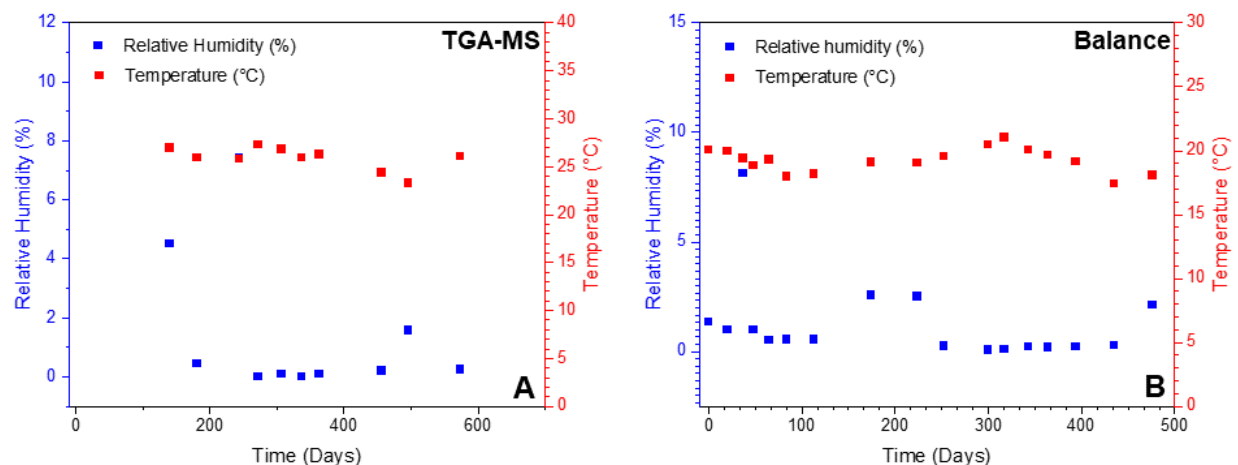 TGA-MS
Relative Humidity (%)
Temperature (°C)
12
10
8
6
4
2
0
Relative Humidity (%)
40
35
30
25
20
15
10
5
0
Temperature (°C)
0
200
400
600
Time (Days)
A
Balance
Relative humidity (%)
Temperature (°C)
15
10
5
0
Relative Humidity (%)
30
25
20
15
10
5
0
Temperature (°C)
0
100
200
300
400
500
Time (Days)
B